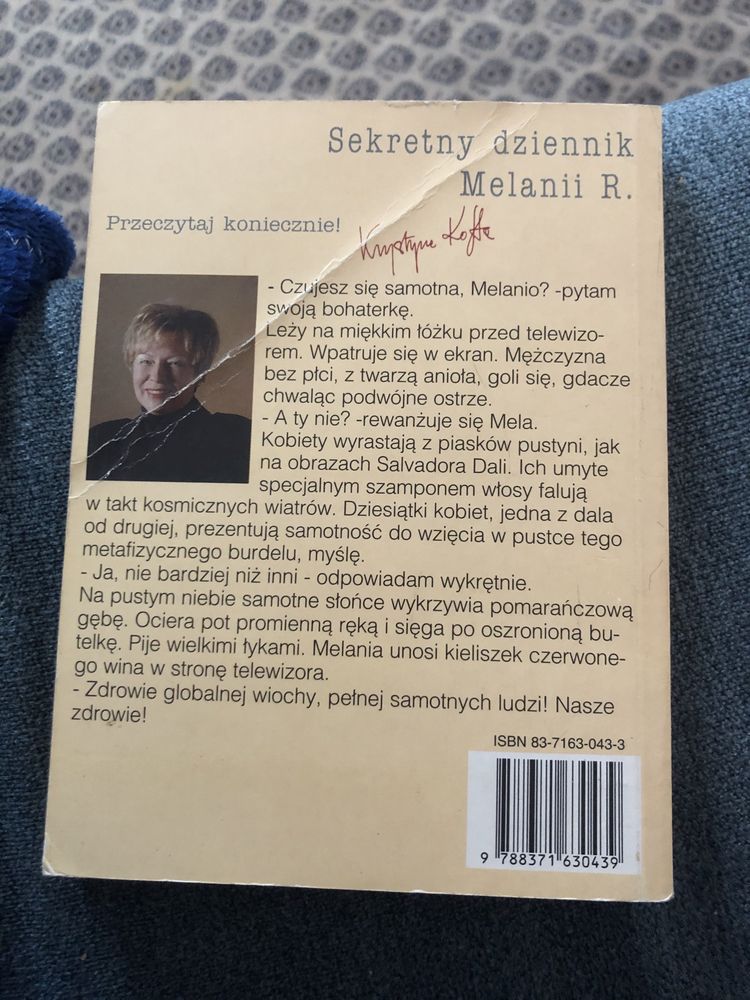 Sekretny dziennik
Melanii R.
Przeczytaj koniecznie!
Krystyna Kofta
- Czujesz się samotna, Melanio? -pytam
swoją bohaterkę.
Leży na miękkim łóżku przed telewizo-
rem. Wpatruje się w ekran. Mężczyzna
bez płci, z twarzą anioła, goli się, gdacze
chwaląc podwójne ostrze.
- A ty nie? -rewanżuje się Mela.
Kobiety wyrastają z piasków pustyni, jak
na obrazach Salvadora Dali. Ich umyte
specjalnym szamponem włosy falują
w takt kosmicznych wiatrów. Dziesiątki kobiet, jedna z dala
od drugiej, prezentują samotność do wzięcia w pustce tego
metafizycznego burdelu, myślę.
- Ja, nie bardziej niż inni - odpowiadam wykrętnie.
Na pustym niebie samotne słońce wykrzywia pomarańczową
gębę. Ociera pot promienną ręką i sięga po oszronioną bu-
telkę. Pije wielkimi łykami. Melania unosi kieliszek czerwone-
go wina w stronę telewizora.
- Zdrowie globalnej wiochy, pełnej samotnych ludzi! Nasze
zdrowie!
ISBN 83-7163-043-3
9 788371 630439